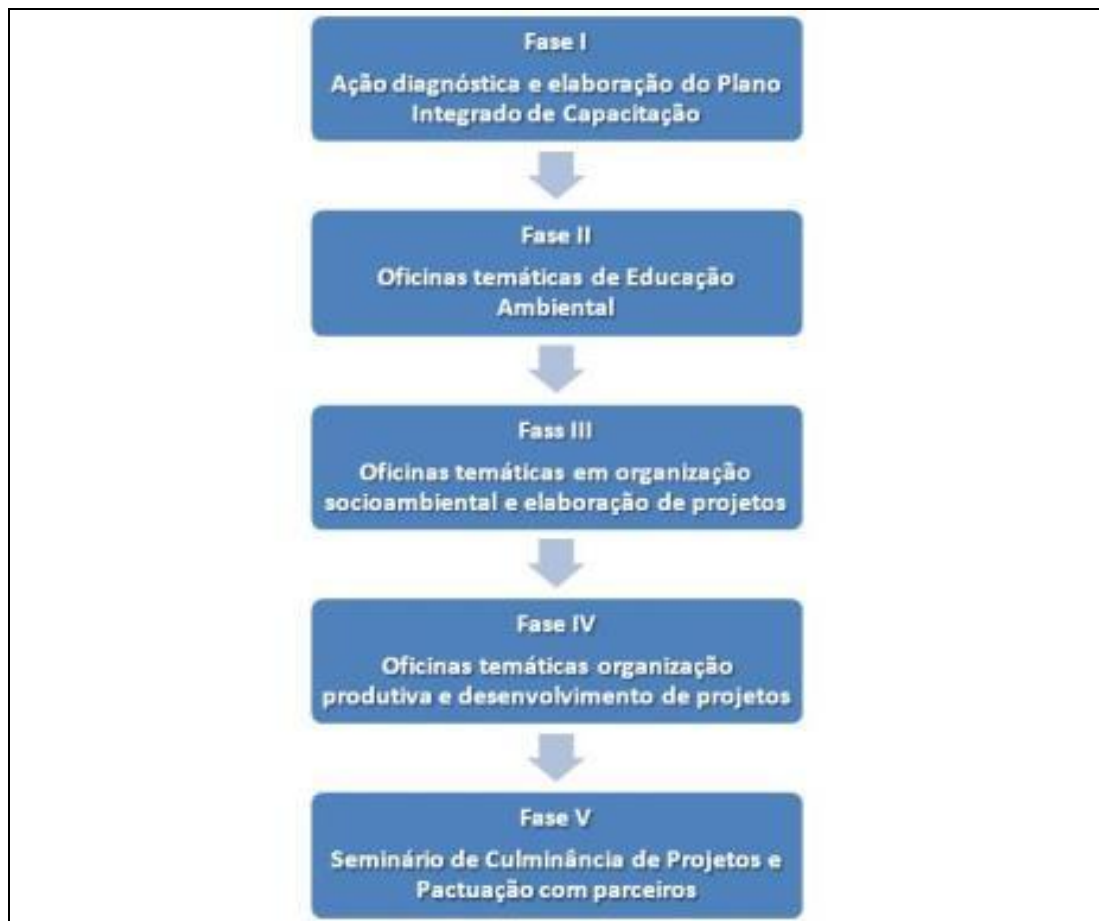 Fase I
Ação diagnóstica e elaboração do Plano
Integrado de Capacitação
Fase II
Oficinas temáticas de Educação
Ambiental
Fass III
Oficinas temáticas em organização
socioambiental e elaboração de projetos
Fase IV
Oficinas temáticas organização
produtiva e desenvolvimento de projetos
Fase V
Seminário de Culminância de Projetos e
Pactuação com parceiros